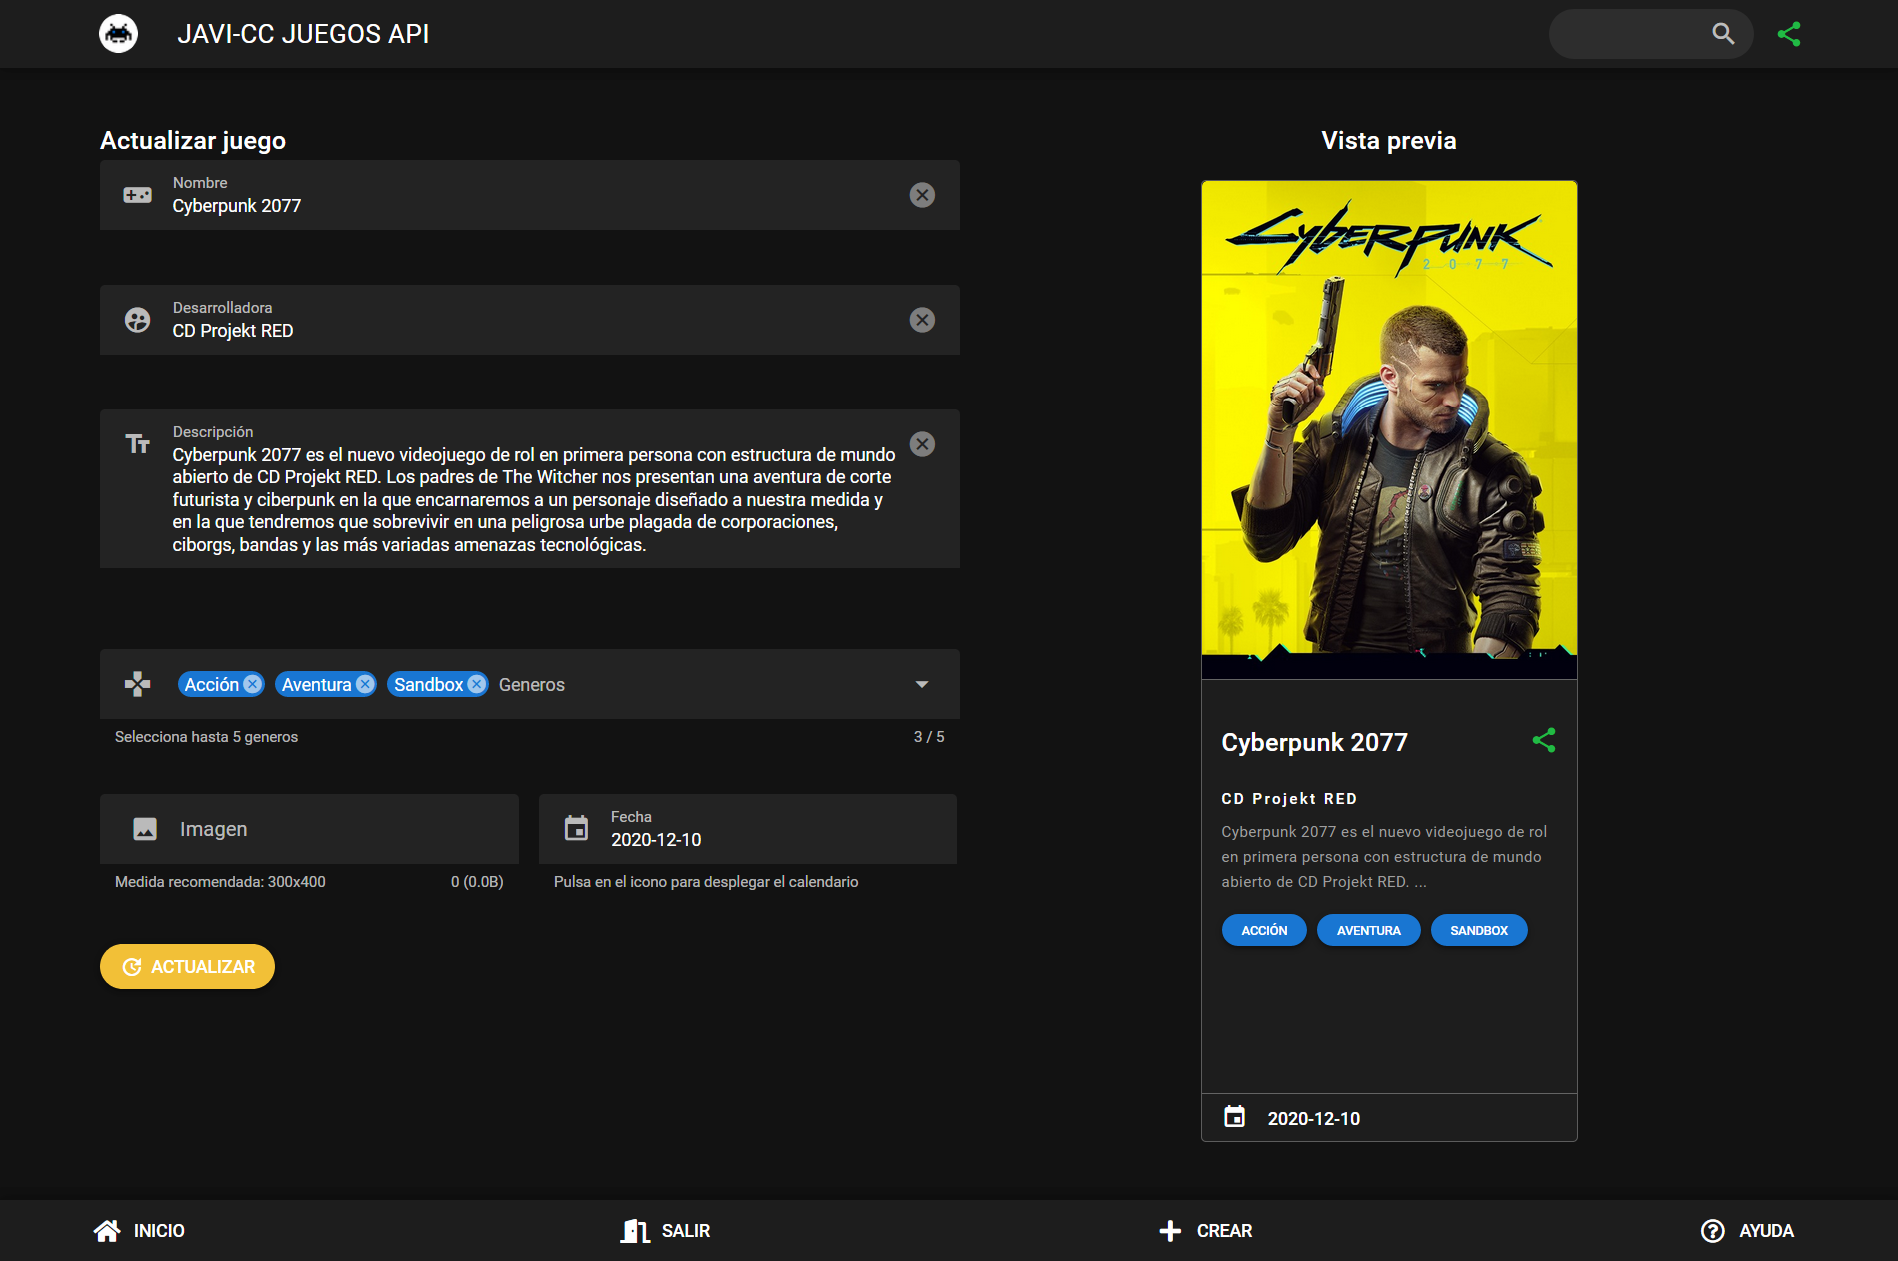 JAVI-CC JUEGOS API
Actualizar juego
Nombre
Cyberpunk 2077
Desarrolladora
CD Projekt RED
Descripción
Cyberpunk 2077 es el nuevo videojuego de rol en primera persona con estructura de mundo
abierto de CD Projekt RED. Los padres de The Witcher nos presentan una aventura de corte
futurista y ciberpunk en la que encarnaremos a un personaje diseñado a nuestra medida y
en la que tendremos que sobrevivir en una peligrosa urbe plagada de corporaciones,
ciborgs, bandas y las más variadas amenazas tecnológicas.
Acción Aventura Sandbox Generos
Selecciona hasta 5 generos 3 / 5
Imagen
Medida recomendada: 300x400 0 (0.0B)
Fecha
2020-12-10
Pulsa en el icono para desplegar el calendario
ACTUALIZAR
Vista previa
Cyberpunk
2077
Cyberpunk 2077
CD Projekt RED
Cyberpunk 2077 es el nuevo videojuego de rol
en primera persona con estructura de mundo
abierto de CD Projekt RED. ...
ACCIÓN AVENTURA SANDBOX
2020-12-10
INICIO SALIR CREAR AYUDA